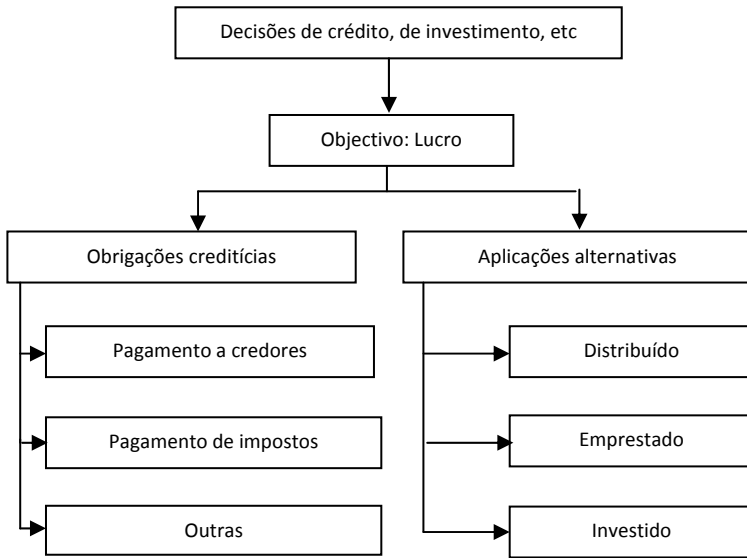 Decisões de crédito, de investimento, etc
Objectivo: Lucro
Obrigações creditícias
Aplicações alternativas
Pagamento a credores
Distribuído
Pagamento de impostos
Emprestado
Outras
Investido